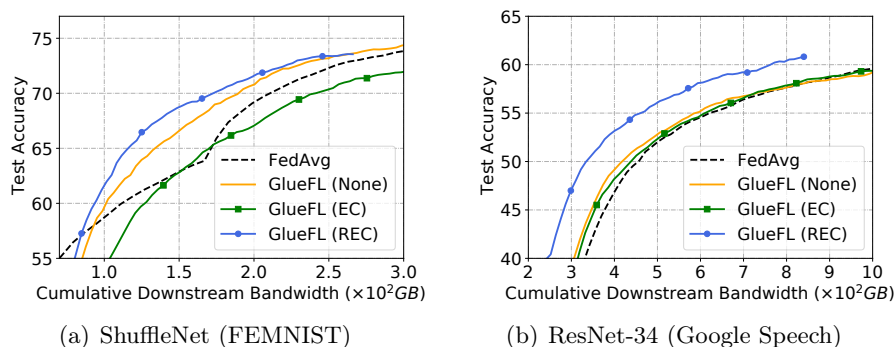 75
70
65
60
55
Test Accuracy
FedAvg
GlueFL (None)
GlueFL (EC)
GlueFL (REC)
1.0 1.5 2.0 2.5 3.0
Cumulative Downstream Bandwidth (×10²GB)
(a) ShuffleNet (FEMNIST)
65
60
55
50
45
40
Test Accuracy
FedAvg
GlueFL (None)
GlueFL (EC)
GlueFL (REC)
2 3 4 5 6 7 8 9 10
Cumulative Downstream Bandwidth (×10²GB)
(b) ResNet-34 (Google Speech)